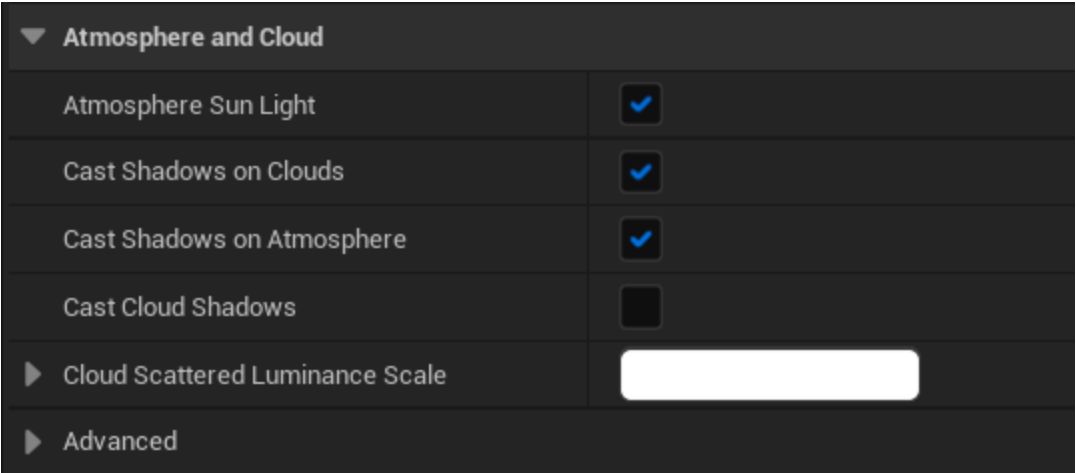 Atmosphere and Cloud
Atmosphere Sun Light
Cast Shadows on Clouds
Cast Shadows on Atmosphere
Cast Cloud Shadows
Cloud Scattered Luminance Scale
Advanced